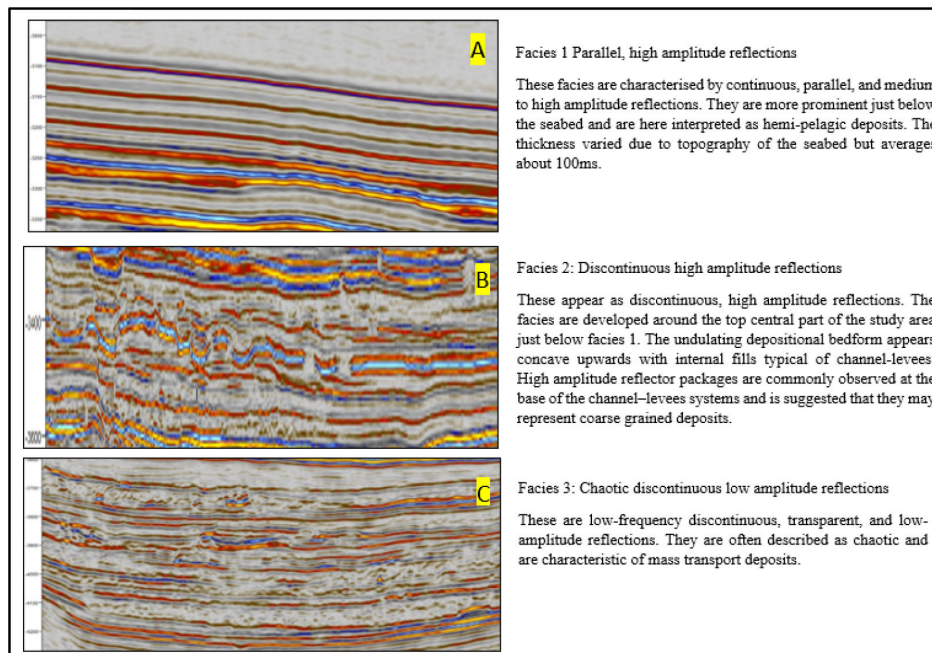 A
Facies 1 Parallel, high amplitude reflections
These facies are characterised by continuous, parallel, and medium
to high amplitude reflections. They are more prominent just below
the seabed and are here interpreted as hemi-pelagic deposits. The
thickness varied due to topography of the seabed but averages
about 100ms.
B
-3400
Facies 2: Discontinuous high amplitude reflections
These appear as discontinuous, high amplitude reflections. The
facies are developed around the top central part of the study area
just below facies 1. The undulating depositional bedform appears
concave upwards with internal fills typical of channel-levees
High amplitude reflector packages are commonly observed at the
base of the channel–levees systems and is suggested that they may
represent coarse grained deposits.
C
Facies 3: Chaotic discontinuous low amplitude reflections
These are low-frequency discontinuous, transparent, and low-
amplitude reflections. They are often described as chaotic and
are characteristic of mass transport deposits.